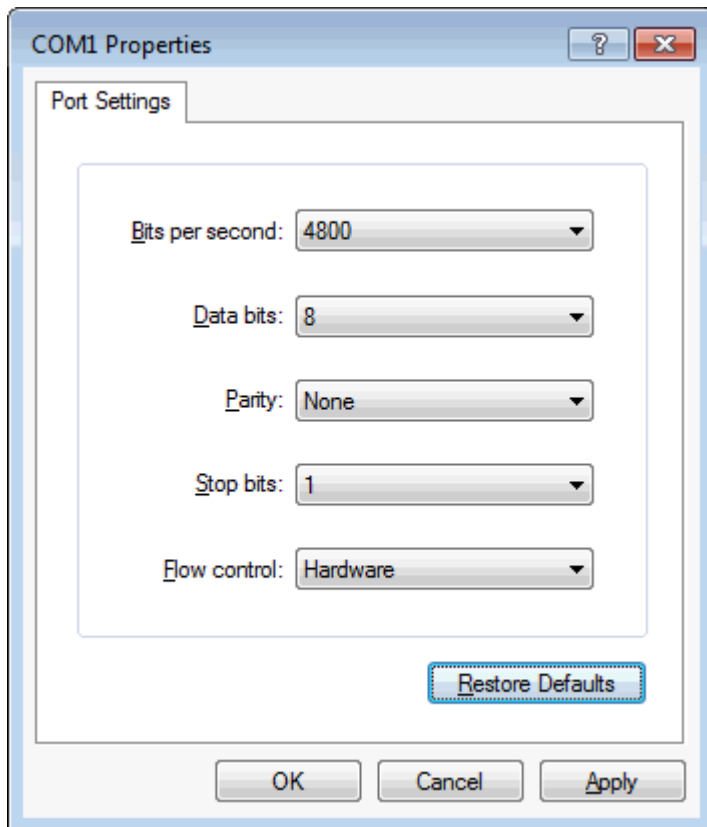 COM1 Properties
Port Settings
Bits per second: 4800
Data bits: 8
Parity: None
Stop bits: 1
Flow control: Hardware
Restore Defaults
OK Cancel Apply